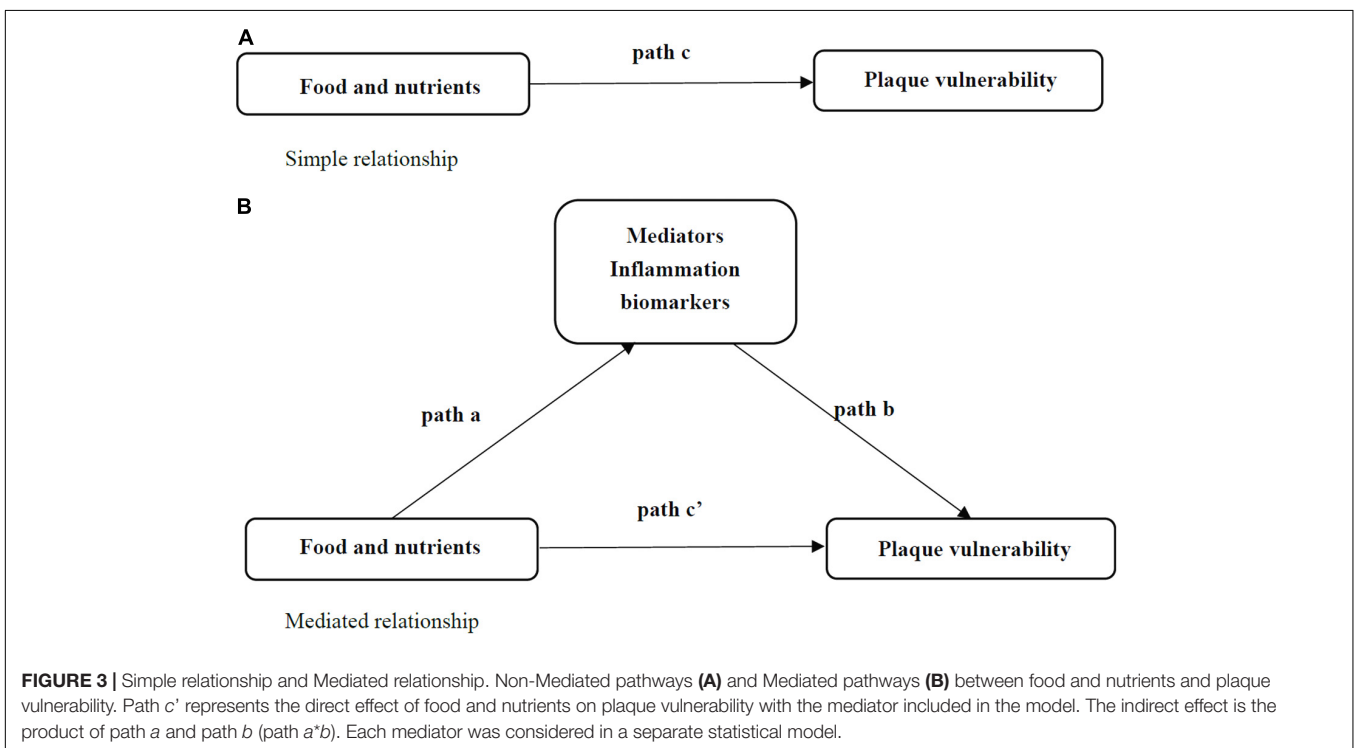 A
path c
Food and nutrients
Plaque vulnerability
Simple relationship
B
Mediators
Inflammation
biomarkers
path a
path b
path c’
Food and nutrients
Plaque vulnerability
Mediated relationship
FIGURE 3 | Simple relationship and Mediated relationship. Non-Mediated pathways (A) and Mediated pathways (B) between food and nutrients and plaque
vulnerability. Path c’ represents the direct effect of food and nutrients on plaque vulnerability with the mediator included in the model. The indirect effect is the
product of path a and path b (path a*b). Each mediator was considered in a separate statistical model.